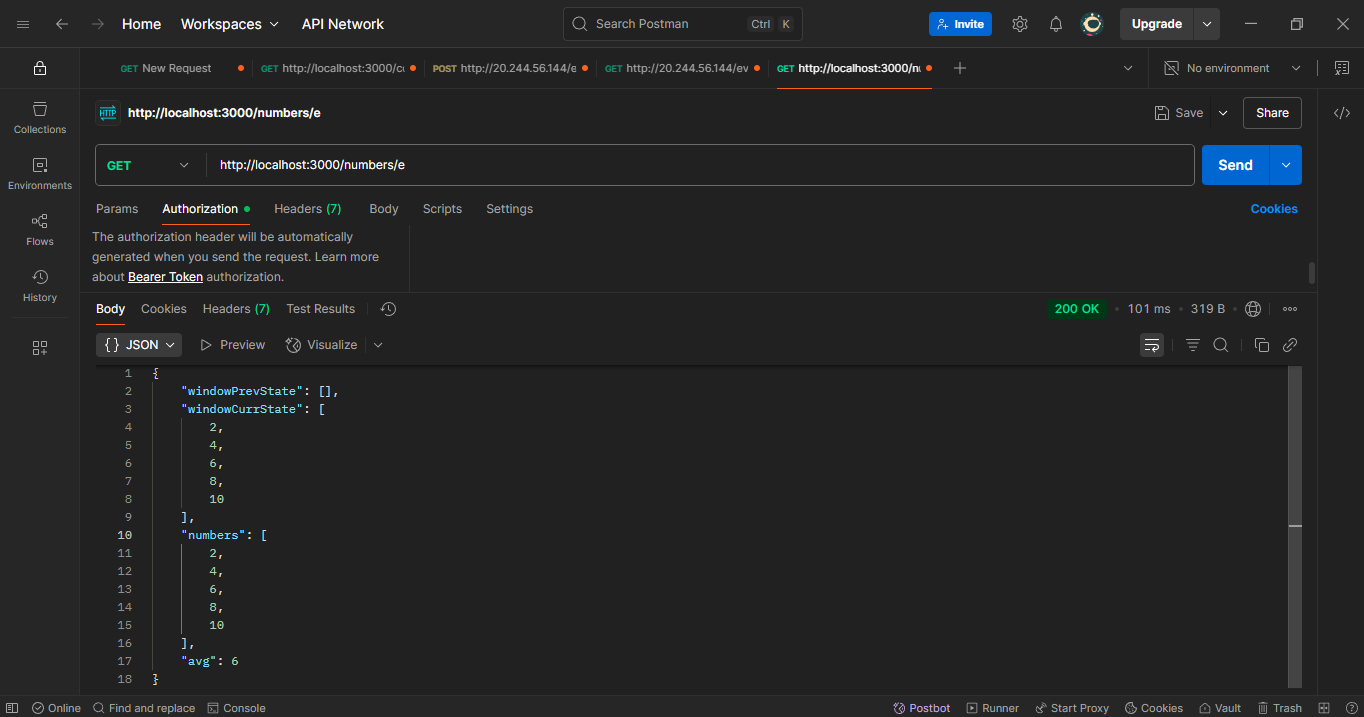 Home Workspaces API Network Search Postman Ctrl K Invite Upgrade
GET New Request GET http://localhost:3000/c POST http://20.244.56.144/e GET http://20.244.56.144/ev GET http://localhost:3000/nu No environment
HTTP http://localhost:3000/numbers/e Save Share
Collections
GET http://localhost:3000/numbers/e Send
Environments
Params Authorization Headers (7) Body Scripts Settings Cookies
The authorization header will be automatically
Flows
generated when you send the request. Learn more
about Bearer Token authorization.
History
Body Cookies Headers (7) Test Results 200 OK 101 ms 319 B
{ } JSON Preview Visualize
1 {
2 "windowPrevState": [],
3 "windowCurrState": [
4 2,
5 4,
6 6,
7 8,
8 10
9 ],
10 "numbers": [
11 2,
12 4,
13 6,
14 8,
15 10
16 ],
17 "avg": 6
18 }
Online Find and replace Console Postbot Runner Start Proxy Cookies Vault Trash